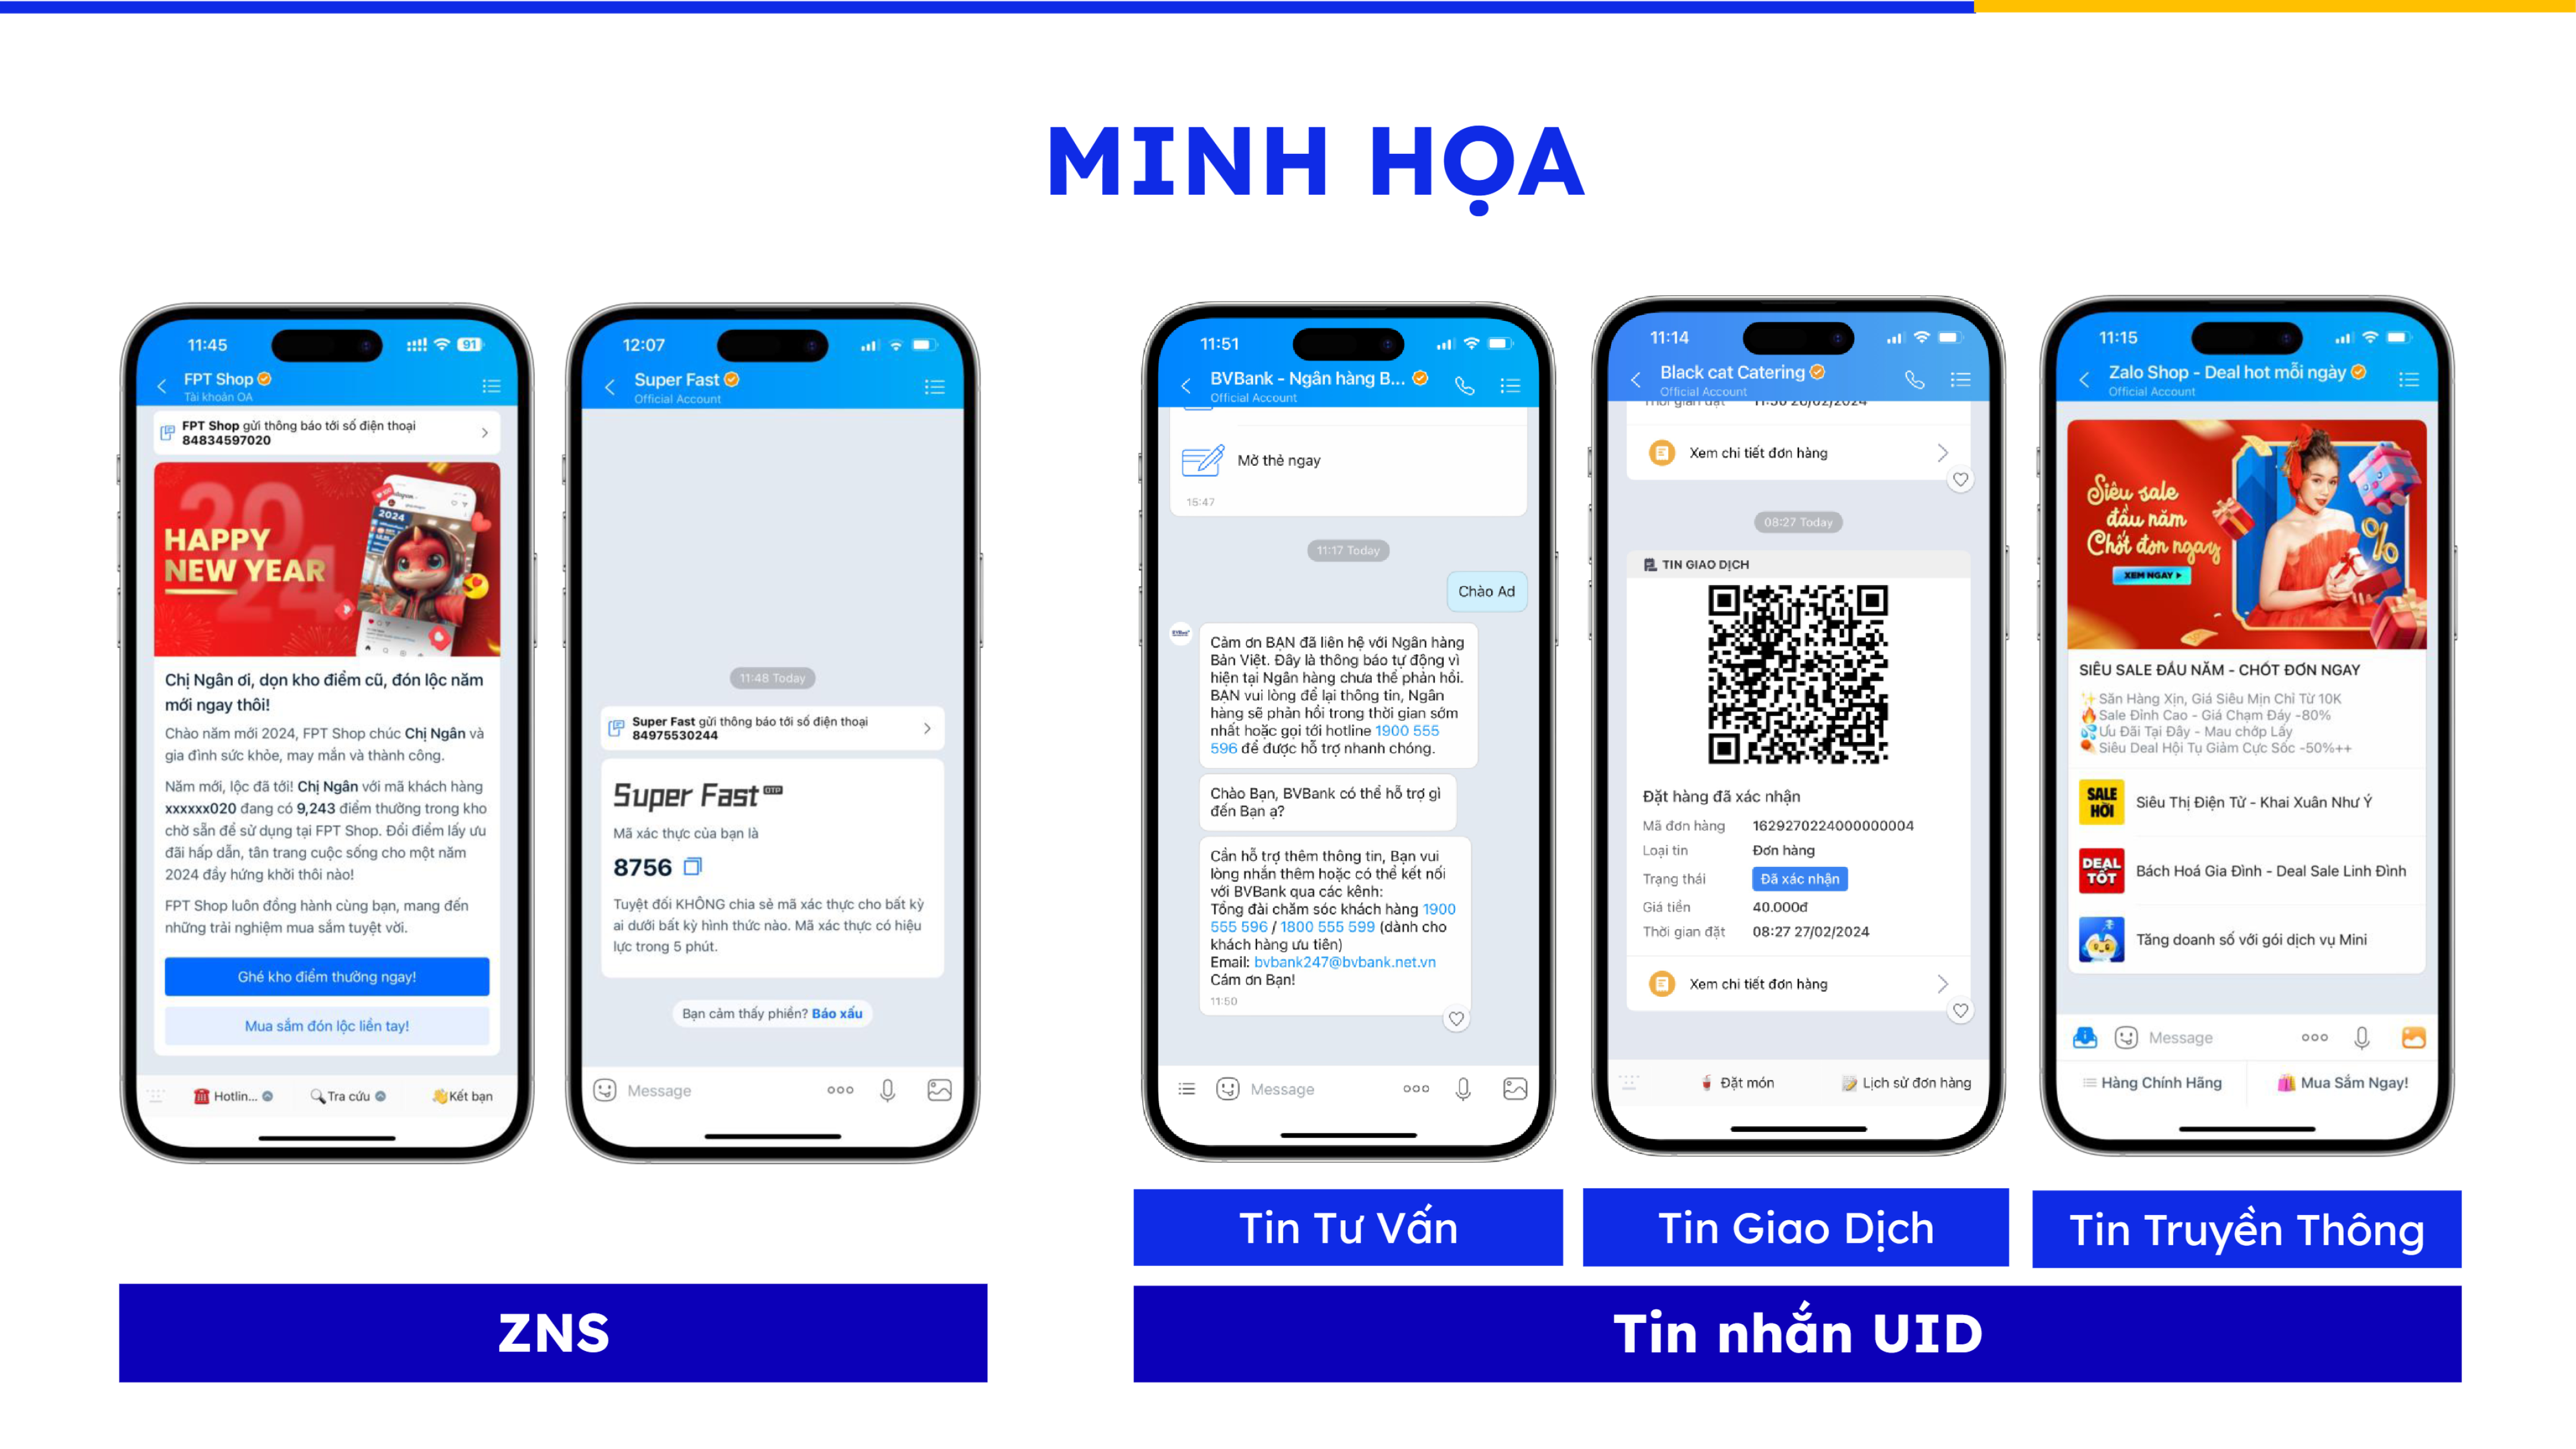 MINH HỌA
11:45
91
FPT Shop
Tài khoản OA
FPT Shop gửi thông báo tới số điện thoại
84834597020
2024
HAPPY
NEW YEAR
2024
Chị Ngân ơi, dọn kho điểm cũ, đón lộc năm
mới ngay thôi!
Chào năm mới 2024, FPT Shop chúc Chị Ngân và
gia đình sức khỏe, may mắn và thành công.
Năm mới, lộc đã tới! Chị Ngân với mã khách hàng
xxxxxx020 đang có 9,243 điểm thưởng trong kho
chờ sẵn để sử dụng tại FPT Shop. Đổi điểm lấy ưu
đãi hấp dẫn, tân trang cuộc sống cho một năm
2024 đầy hứng khởi thôi nào!
FPT Shop luôn đồng hành cùng bạn, mang đến
những trải nghiệm mua sắm tuyệt vời.
Ghé kho điểm thưởng ngay!
Mua sắm đón lộc liền tay!
Hotlin...
Tra cứu
Kết bạn
12:07
Super Fast
Official Account
11:48 Today
Super Fast gửi thông báo tới số điện thoại
84975530244
Super Fast OTP
Mã xác thực của bạn là
8756
Tuyệt đối KHÔNG chia sẻ mã xác thực cho bất kỳ
ai dưới bất kỳ hình thức nào. Mã xác thực có hiệu
lực trong 5 phút.
Bạn cảm thấy phiền? Báo xấu
Message
ZNS
11:51
BVBank - Ngân hàng B...
Official Account
Mở thẻ ngay
15:47
11:17 Today
Chào Ad
Cảm ơn BẠN đã liên hệ với Ngân hàng
Bản Việt. Đây là thông báo tự động vì
hiện tại Ngân hàng chưa thể phản hồi.
BẠN vui lòng để lại thông tin, Ngân
hàng sẽ phản hồi trong thời gian sớm
nhất hoặc gọi tới hotline 1900 555
596 để được hỗ trợ nhanh chóng.
Chào Bạn, BVBank có thể hỗ trợ gì
đến Bạn ạ?
Cần hỗ trợ thêm thông tin, Bạn vui
lòng nhắn thêm hoặc có thể kết nối
với BVBank qua các kênh:
Tổng đài chăm sóc khách hàng 1900
555 596 / 1800 555 599 (dành cho
khách hàng ưu tiên)
Email: bvbank247@bvbank.net.vn
Cám ơn Bạn!
11:50
Message
Tin Tư Vấn
11:14
Black cat Catering
Official Account
Thời gian đặt 11:50 26/02/2024
Xem chi tiết đơn hàng
08:27 Today
TIN GIAO DỊCH
Đặt hàng đã xác nhận
Mã đơn hàng 1629270224000000004
Loại tin Đơn hàng
Trạng thái Đã xác nhận
Giá tiền 40.000đ
Thời gian đặt 08:27 27/02/2024
Xem chi tiết đơn hàng
Đặt món
Lịch sử đơn hàng
Tin Giao Dịch
11:15
Zalo Shop - Deal hot mỗi ngày
Official Account
Siêu sale
đầu năm
Chốt đơn ngay
XEM NGAY
%
SIÊU SALE ĐẦU NĂM - CHỐT ĐƠN NGAY
Săn Hàng Xịn, Giá Siêu Mịn Chỉ Từ 10K
Sale Đỉnh Cao - Giá Chạm Đáy -80%
Ưu Đãi Tại Đây - Mau chớp Lấy
Siêu Deal Hội Tụ Giảm Cực Sốc -50%++
SALE
HỜI
Siêu Thị Điện Tử - Khai Xuân Như Ý
DEAL
TỐT
Bách Hoá Gia Đình - Deal Sale Linh Đình
Tăng doanh số với gói dịch vụ Mini
Message
Hàng Chính Hãng
Mua Sắm Ngay!
Tin Truyền Thông
Tin nhắn UID